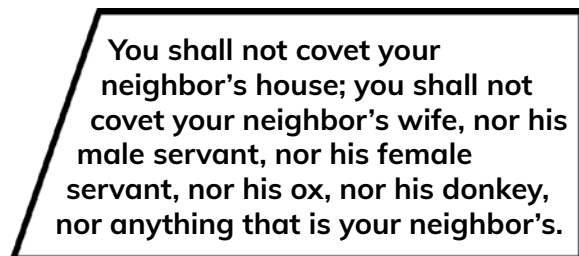 You shall not covet your
neighbor’s house; you shall not
covet your neighbor’s wife, nor his
male servant, nor his female
servant, nor his ox, nor his donkey,
nor anything that is your neighbor’s.